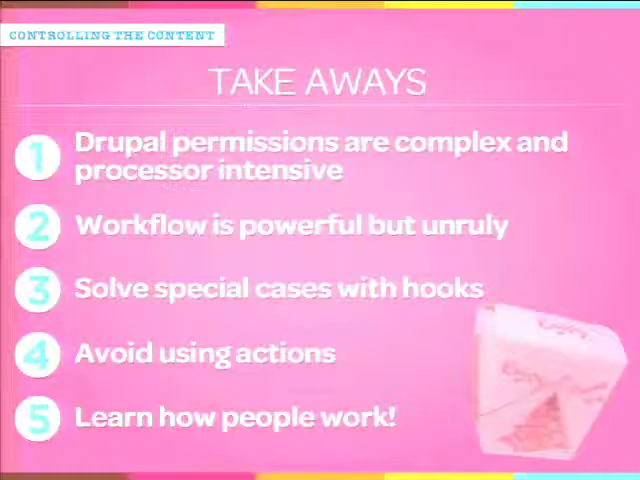 CONTROLLING THE CONTENT
TAKE AWAYS
1 Drupal permissions are complex and
processor intensive
2 Workflow is powerful but unruly
3 Solve special cases with hooks
4 Avoid using actions
5 Learn how people work!